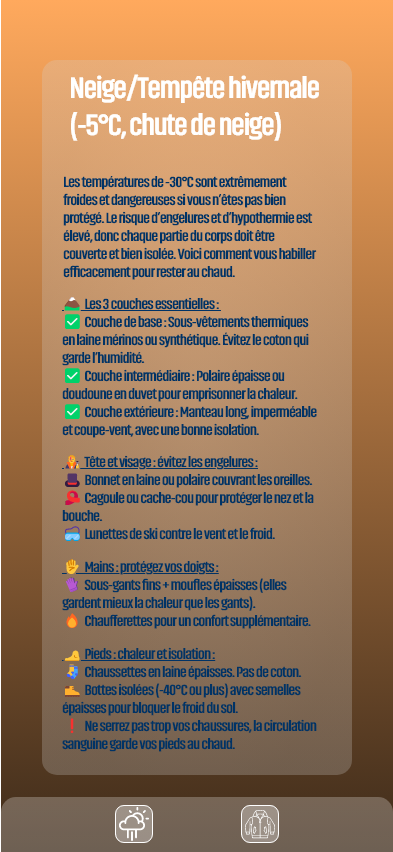 Neige/Tempête hivernale
(-5°C, chute de neige)
Les températures de -30°C sont extrêmement
froides et dangereuses si vous n'êtes pas bien
protégé. Le risque d'engelures et d'hypothermie est
élevé, donc chaque partie du corps doit être
couverte et bien isolée. Voici comment vous habiller
efficacement pour rester au chaud.
Les 3 couches essentielles :
✅ Couche de base : Sous-vêtements thermiques
en laine mérinos ou synthétique. Évitez le coton qui
garde l'humidité.
✅ Couche intermédiaire : Polaire épaisse ou
doudoune en duvet pour emprisonner la chaleur.
✅ Couche extérieure : Manteau long, imperméable
et coupe-vent, avec une bonne isolation.
Tête et visage : évitez les engelures :
Bonnet en laine ou polaire couvrant les oreilles.
Cagoule ou cache-cou pour protéger le nez et la
bouche.
Lunettes de ski contre le vent et le froid.
Mains : protégez vos doigts :
Sous-gants fins + moufles épaisses (elles
gardent mieux la chaleur que les gants).
Chaufferettes pour un confort supplémentaire.
Pieds : chaleur et isolation :
Chaussettes en laine épaisses. Pas de coton.
Bottes isolées (-40°C ou plus) avec semelles
épaisses pour bloquer le froid du sol.
❗ Ne serrez pas trop vos chaussures, la circulation
sanguine garde vos pieds au chaud.